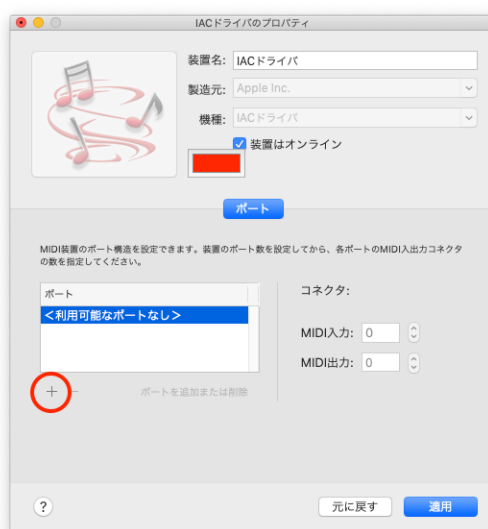 IACドライバのプロパティ
装置名: IACドライバ
製造元: Apple Inc.
機種: IACドライバ
装置はオンライン
ポート
MIDI装置のポート構造を設定できます。装置のポート数を設定してから、各ポートのMIDI入出力コネクタ
の数を指定してください。
ポート
<利用可能なポートなし>
コネクタ:
MIDI入力: 0
MIDI出力: 0
+ − ポートを追加または削除
? 元に戻す 適用